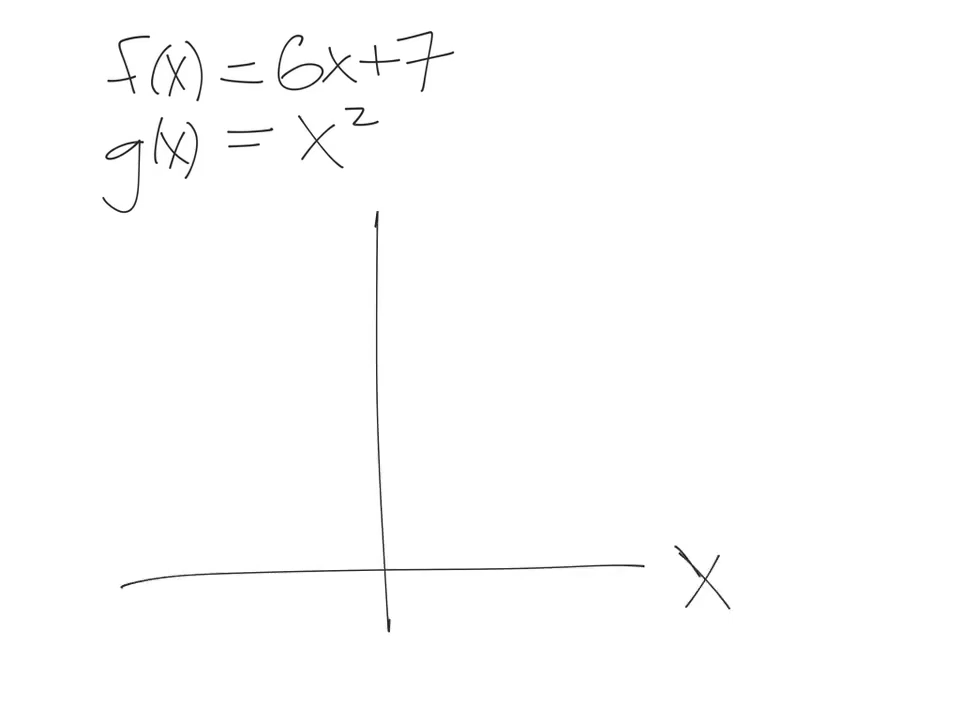 f(x) = 6x+7
g(x) = x²
X